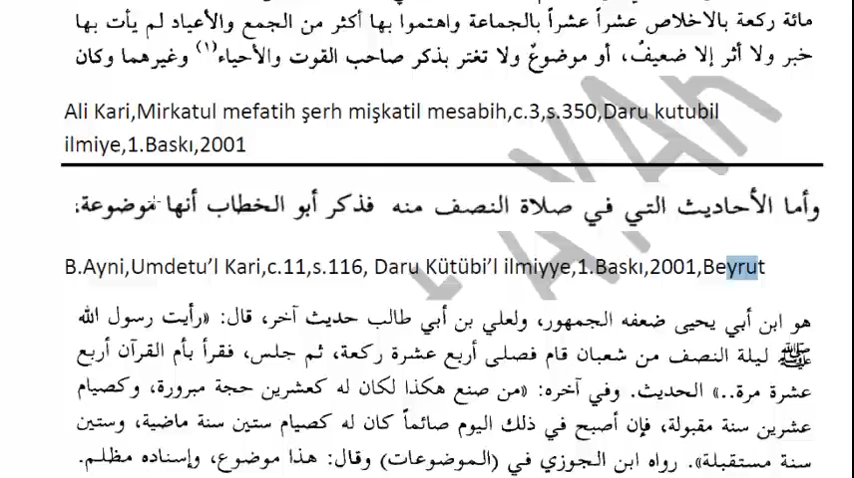 مائة ركعة بالاخلاص عشراً عشراً بالجماعة واهتموا بها أكثر من الجمع والأعياد لم يأت بها
خبر ولا أثر إلا ضعيفٌ، أو موضوعٌ ولا تغتر بذكر صاحب القوت والأحياء(١) وغيرهما وكان
Ali Kari,Mirkatul mefatih şerh mişkatil mesabih,c.3,s.350,Daru kutubil
ilmiye,1.Baskı,2001
وأما الأحاديث التي في صلاة النصف منه فذكر أبو الخطاب أنها موضوعة:
B.Ayni,Umdetu'l Kari,c.11,s.116, Daru Kütübi'l ilmiyye,1.Baskı,2001,Beyrut
هو ابن أبي يحيى ضعفه الجمهور، ولعلي بن أبي طالب حديث آخر، قال: «رأيت رسول الله
ﷺ ليلة النصف من شعبان قام فصلى أربع عشرة ركعة، ثم جلس، فقرأ بأم القرآن أربع
عشرة مرة..» الحديث. وفي آخره: «من صنع هكذا لكان له كعشرين حجة مبرورة، وكصيام
عشرين سنة مقبولة، فإن أصبح في ذلك اليوم صائماً كان له كصيام ستين سنة ماضية، وستين
سنة مستقبلة». رواه ابن الجوزي في (الموضوعات) وقال: هذا موضوع، وإسناده مظلم.